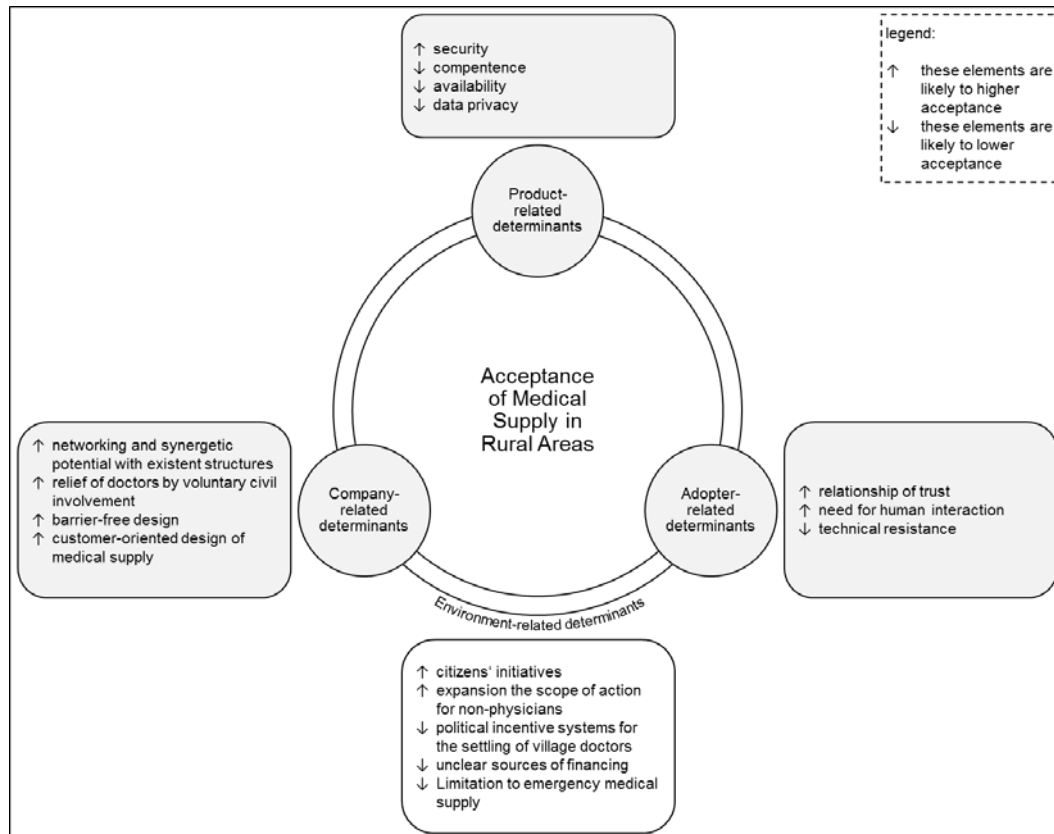 ↑ security
↓ compentence
↓ availability
↓ data privacy
legend:
↑ these elements are
likely to higher
acceptance
↓ these elements are
likely to lower
acceptance
Product-
related
determinants
Acceptance
of Medical
Supply in
Rural Areas
↑ networking and synergetic
potential with existent structures
↑ relief of doctors by voluntary civil
involvement
↑ barrier-free design
↑ customer-oriented design of
medical supply
Company-
related
determinants
Adopter-
related
determinants
↑ relationship of trust
↑ need for human interaction
↓ technical resistance
Environment-related determinants
↑ citizens‘ initiatives
↑ expansion the scope of action
for non-physicians
↓ political incentive systems for
the settling of village doctors
↓ unclear sources of financing
↓ Limitation to emergency medical
supply